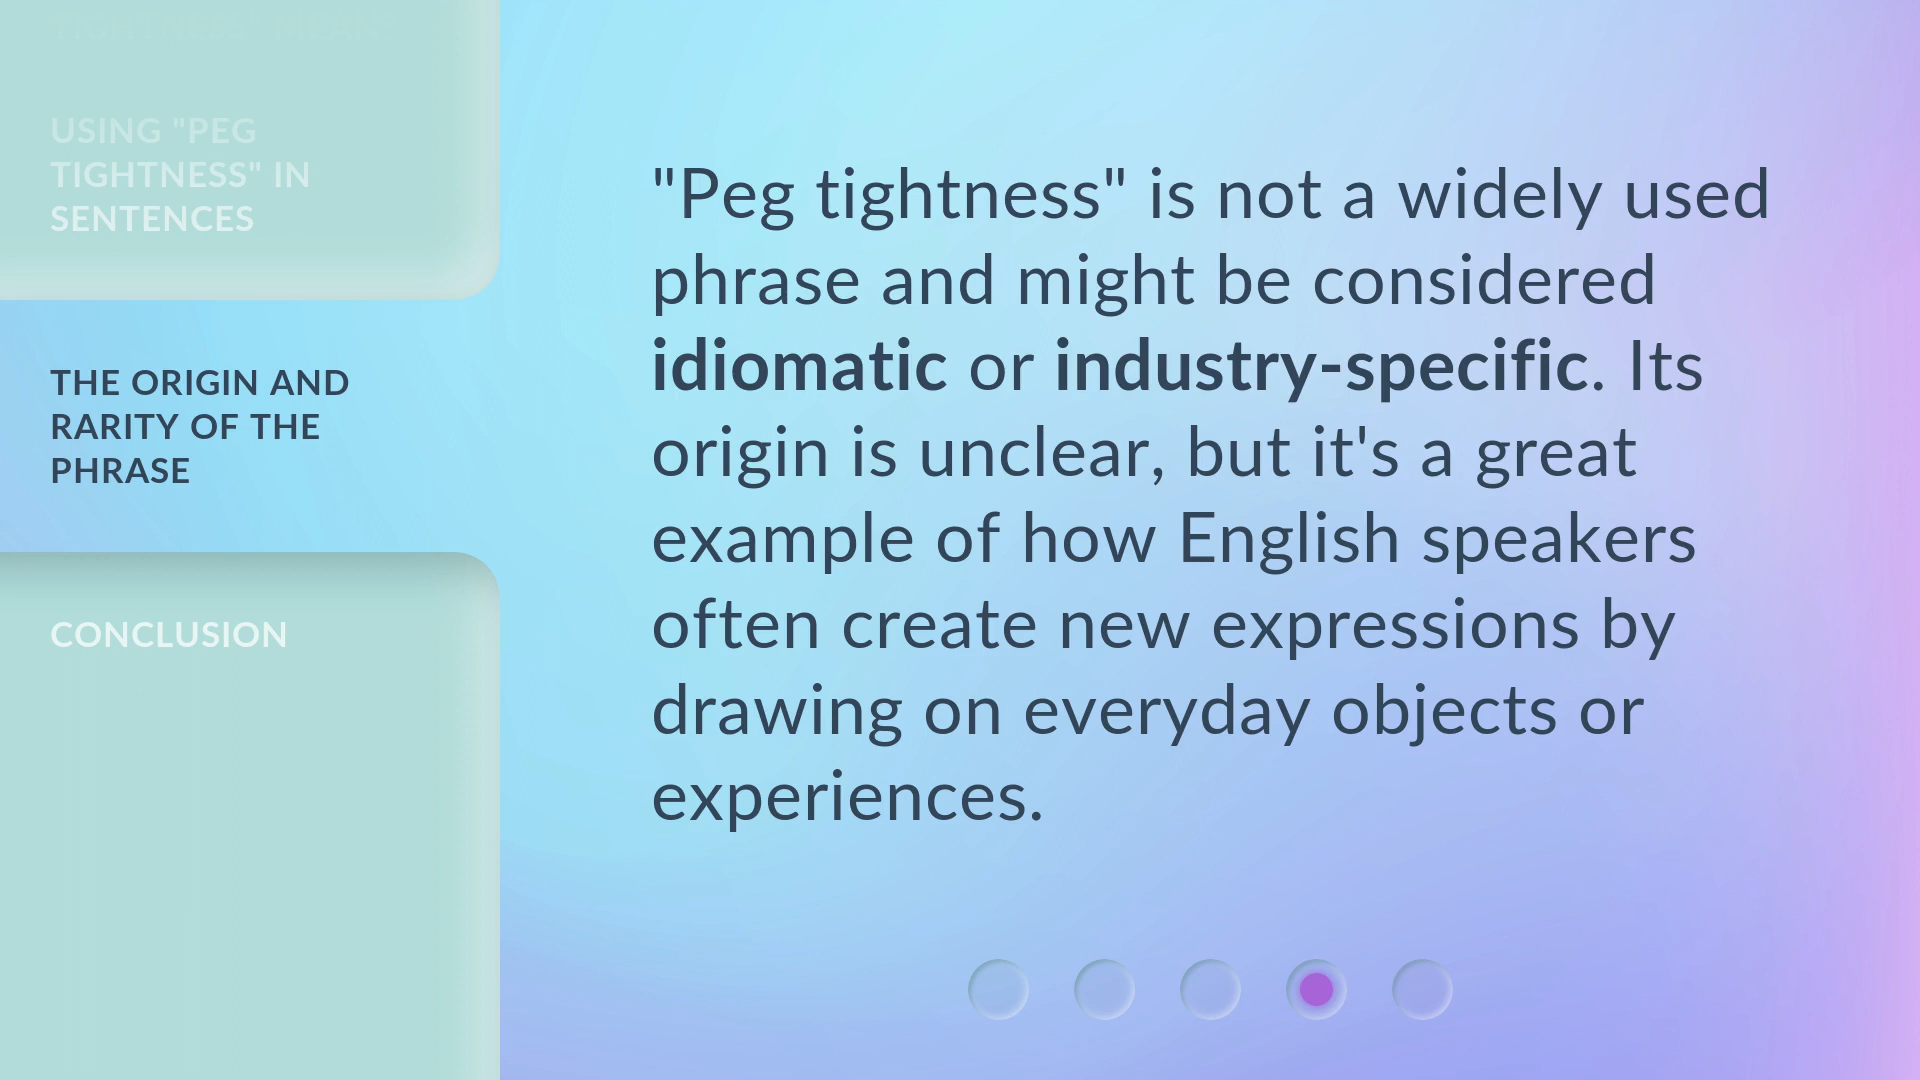 TIGHTNESS" MEAN?
USING "PEG
TIGHTNESS" IN
SENTENCES
THE ORIGIN AND
RARITY OF THE
PHRASE
CONCLUSION
"Peg tightness" is not a widely used
phrase and might be considered
idiomatic or industry-specific. Its
origin is unclear, but it's a great
example of how English speakers
often create new expressions by
drawing on everyday objects or
experiences.